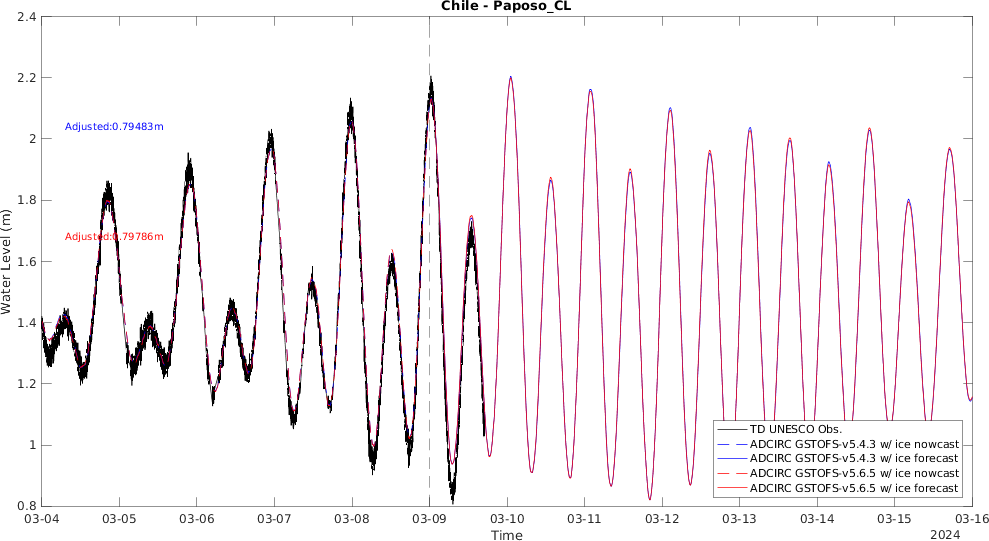 Chile - Paposo_CL
2.4
2.2
2
1.8
1.6
1.4
1.2
1
0.8
Water Level (m)
Adjusted:0.79483m
Adjusted:0.79786m
TD UNESCO Obs.
ADCIRC GSTOFS-v5.4.3 w/ ice nowcast
ADCIRC GSTOFS-v5.4.3 w/ ice forecast
ADCIRC GSTOFS-v5.6.5 w/ ice nowcast
ADCIRC GSTOFS-v5.6.5 w/ ice forecast
03-04 03-05 03-06 03-07 03-08 03-09 03-10 03-11 03-12 03-13 03-14 03-15 03-16
Time
2024